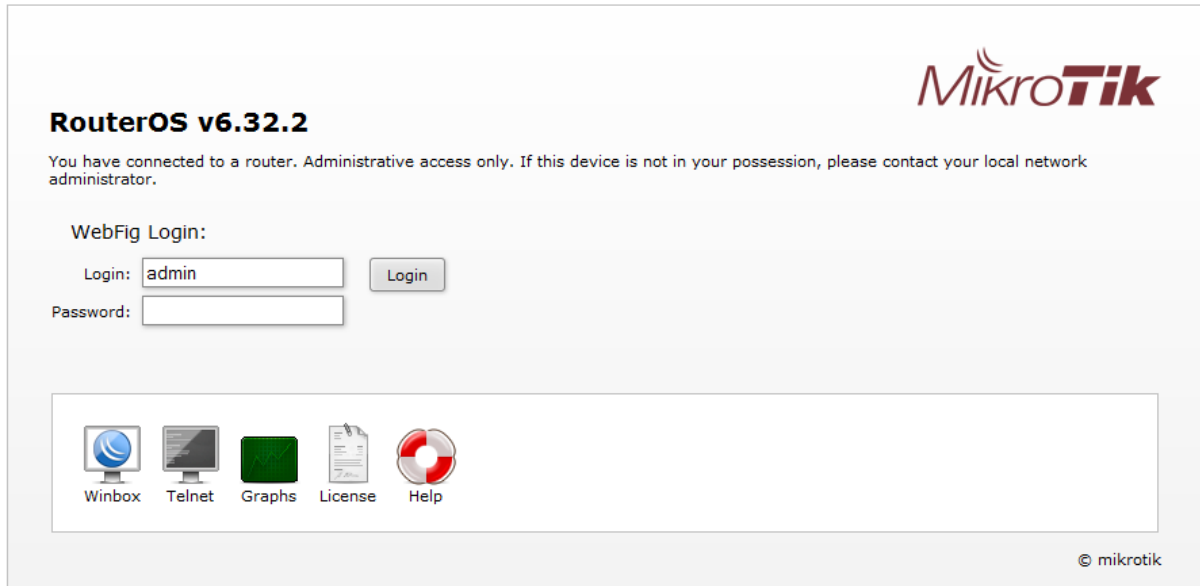 MikroTik
RouterOS v6.32.2
You have connected to a router. Administrative access only. If this device is not in your possession, please contact your local network
administrator.
WebFig Login:
Login: admin Login
Password:
Winbox Telnet Graphs License Help
© mikrotik